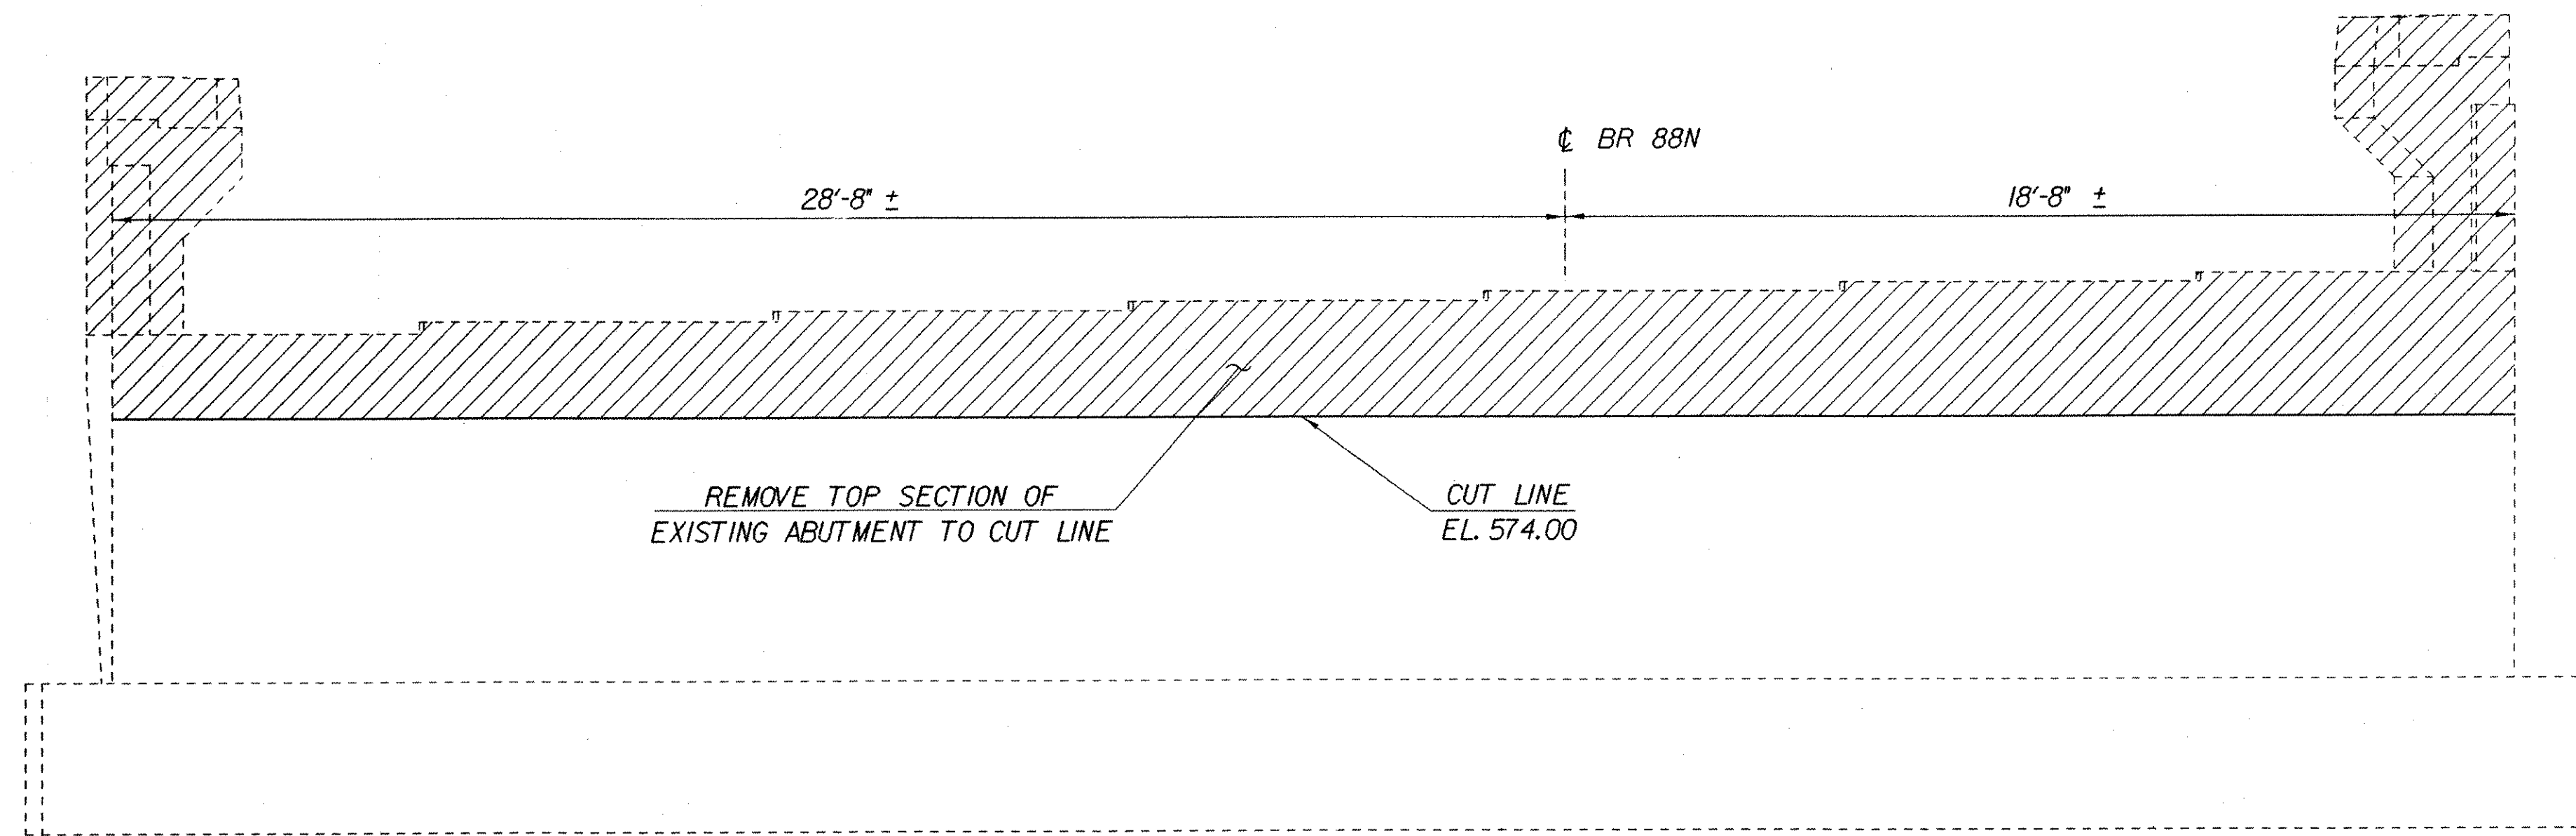 ℄ BR 88N
28'-8" ±
18'-8" ±
REMOVE TOP SECTION OF
EXISTING ABUTMENT TO CUT LINE
CUT LINE
EL. 574.00